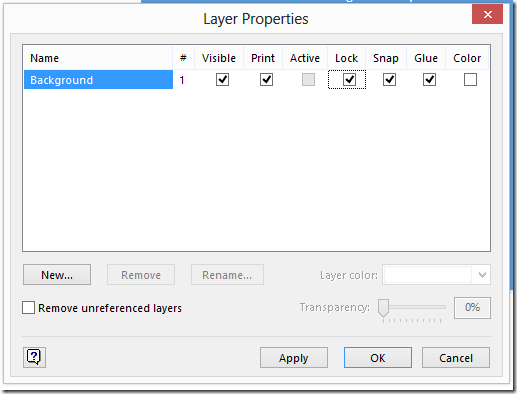 Layer Properties
Name # Visible Print Active Lock Snap Glue Color
Background 1
New... Remove Rename... Layer color:
Remove unreferenced layers Transparency: 0%
? Apply OK Cancel